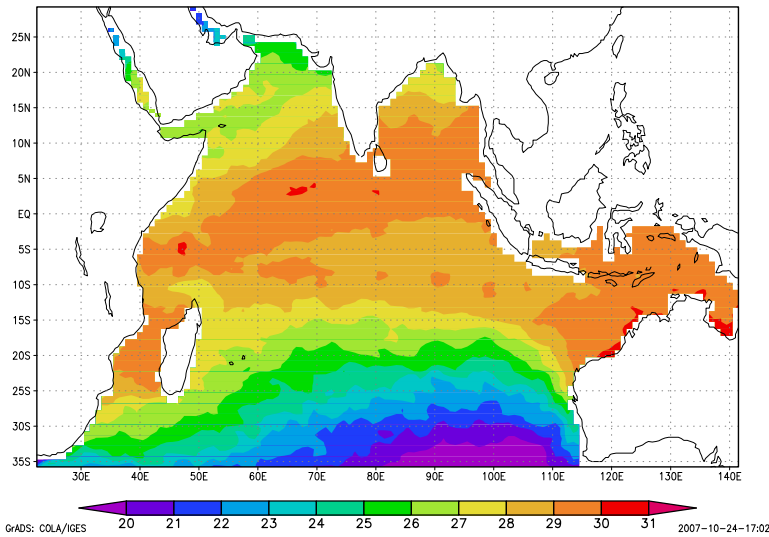 25N
20N
15N
10N
5N
EQ
5S
10S
15S
20S
25S
30S
35S
30E 40E 50E 60E 70E 80E 90E 100E 110E 120E 130E 140E
20 21 22 23 24 25 26 27 28 29 30 31
GrADS: COLA/IGES 2007-10-24-17:02